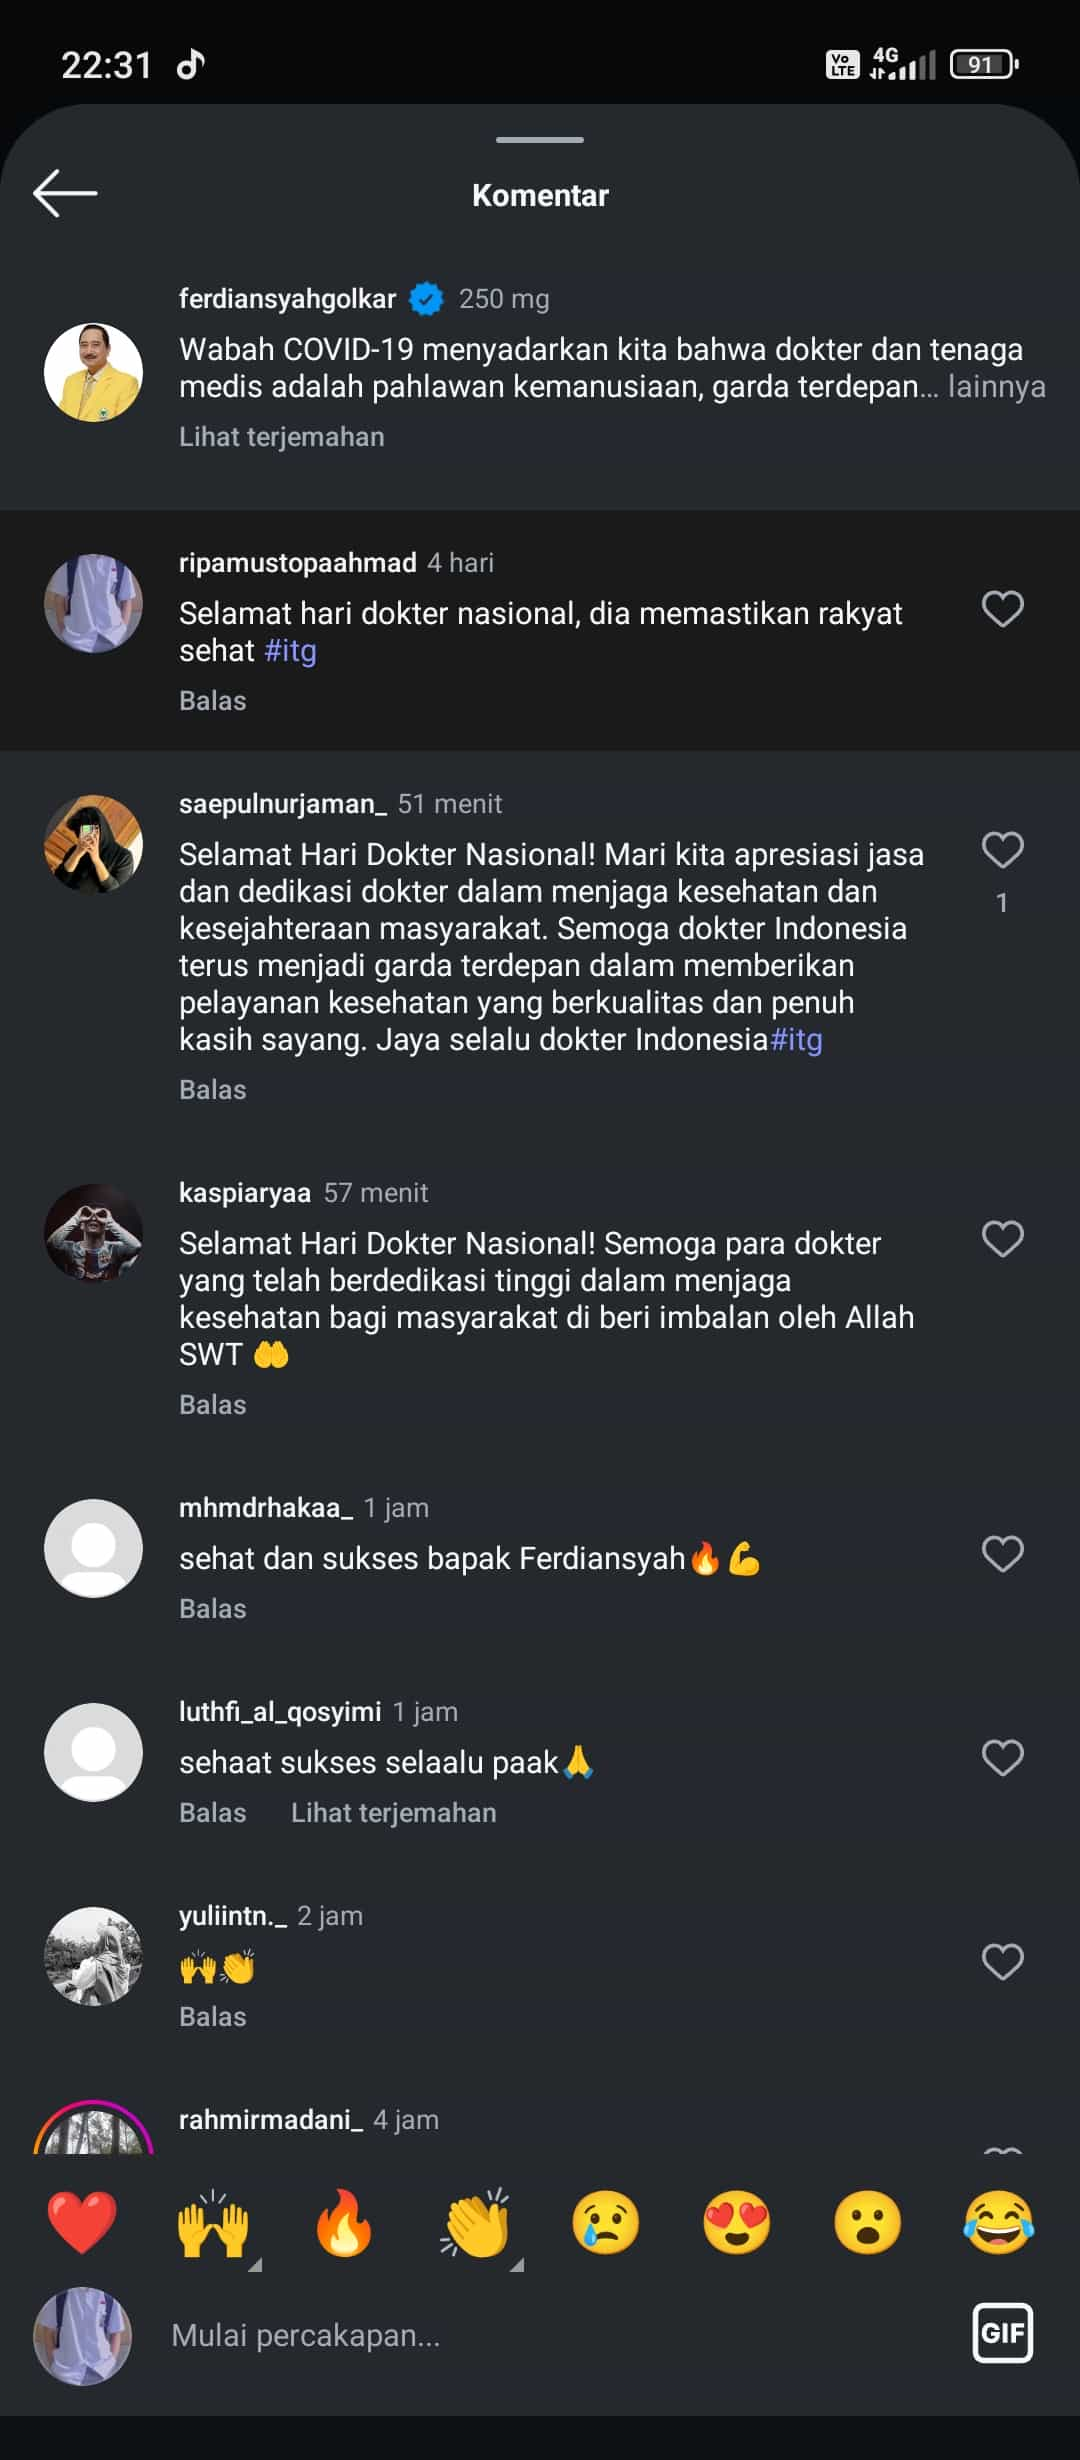 22:31
Vo LTE 4G 91
Komentar
ferdiansyahgolkar 250 mg
Wabah COVID-19 menyadarkan kita bahwa dokter dan tenaga
medis adalah pahlawan kemanusiaan, garda terdepan... lainnya
Lihat terjemahan
ripamustopaahmad 4 hari
Selamat hari dokter nasional, dia memastikan rakyat
sehat #itg
Balas
saepulnurjaman_ 51 menit
Selamat Hari Dokter Nasional! Mari kita apresiasi jasa
dan dedikasi dokter dalam menjaga kesehatan dan
kesejahteraan masyarakat. Semoga dokter Indonesia
terus menjadi garda terdepan dalam memberikan
pelayanan kesehatan yang berkualitas dan penuh
kasih sayang. Jaya selalu dokter Indonesia#itg
1
Balas
kaspiaryaa 57 menit
Selamat Hari Dokter Nasional! Semoga para dokter
yang telah berdedikasi tinggi dalam menjaga
kesehatan bagi masyarakat di beri imbalan oleh Allah
SWT 🤲
Balas
mhmdrhakaa_ 1 jam
sehat dan sukses bapak Ferdiansyah🔥💪
Balas
luthfi_al_qosyimi 1 jam
sehaat sukses selaalu paak🙏
Balas Lihat terjemahan
yuliintn._ 2 jam
🙌👏
Balas
rahmirmadani_ 4 jam
❤️🙌🔥👏😢😍😮😂
Mulai percakapan...
GIF